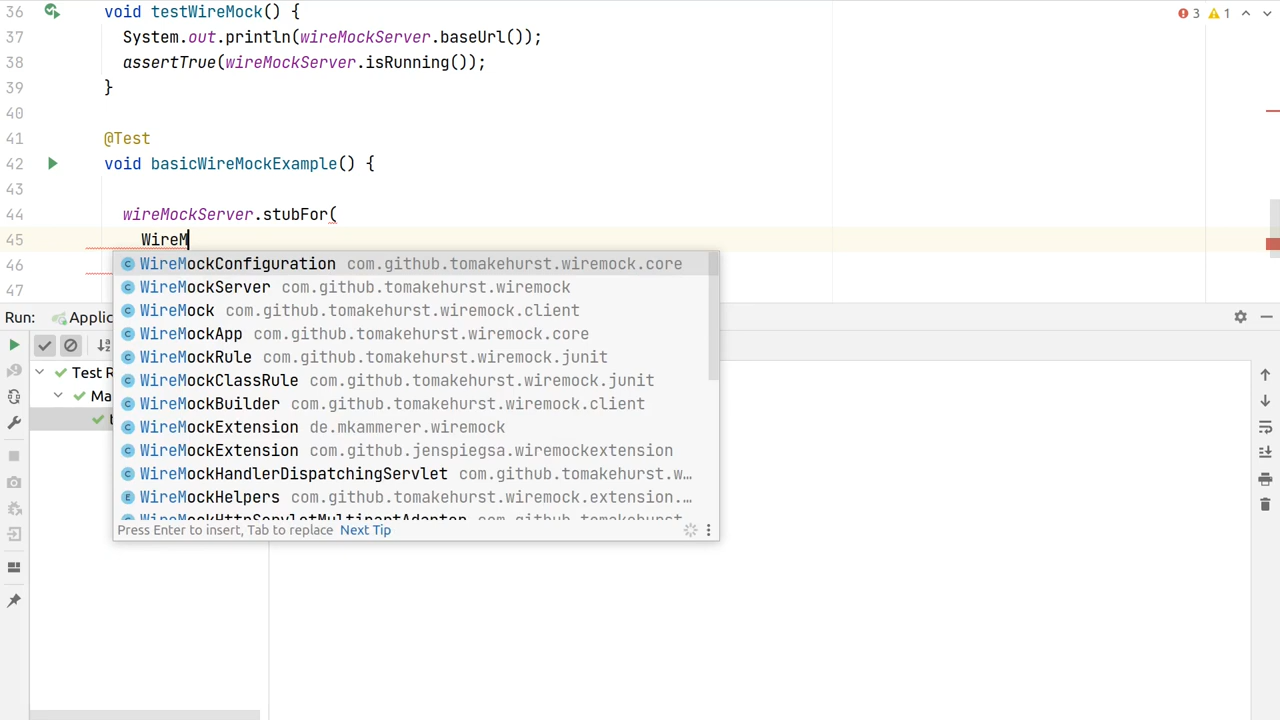 36 void testWireMock() {
37 System.out.println(wireMockServer.baseUrl());
38 assertTrue(wireMockServer.isRunning());
39 }
40
41 @Test
42 void basicWireMockExample() {
43
44 wireMockServer.stubFor(
45 WireM
46
47
3 1
WireMockConfiguration com.github.tomakehurst.wiremock.core
WireMockServer com.github.tomakehurst.wiremock
WireMock com.github.tomakehurst.wiremock.client
WireMockApp com.github.tomakehurst.wiremock.core
WireMockRule com.github.tomakehurst.wiremock.junit
WireMockClassRule com.github.tomakehurst.wiremock.junit
WireMockBuilder com.github.tomakehurst.wiremock.client
WireMockExtension de.mkammerer.wiremock
WireMockExtension com.github.jenspiegsa.wiremockextension
WireMockHandlerDispatchingServlet com.github.tomakehurst.w…
WireMockHelpers com.github.tomakehurst.wiremock.extension.…
WireMockHttpServletMultipartAdapter com.github.tomakehurst
Press Enter to insert, Tab to replace Next Tip
Run: Applic
Test R
Ma